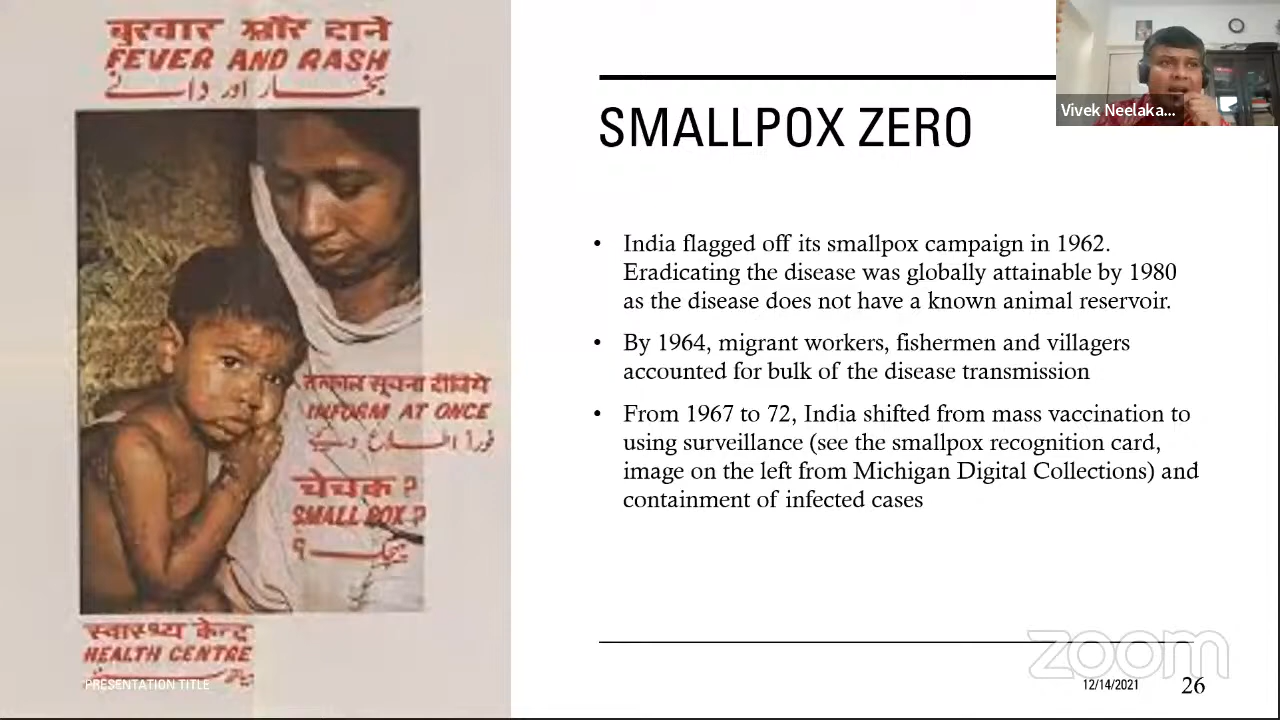 बुखार और दाने
FEVER AND RASH
بخار اور دانے
तत्काल सूचना दीजिये
INFORM AT ONCE
فوراً اطلاع دیجئے
चेचक ?
SMALL POX ?
چیچک ؟
स्वास्थ्य केन्द्र
HEALTH CENTRE
PRESENTATION TITLE
SMALLPOX ZERO
• India flagged off its smallpox campaign in 1962.
Eradicating the disease was globally attainable by 1980
as the disease does not have a known animal reservoir.
• By 1964, migrant workers, fishermen and villagers
accounted for bulk of the disease transmission
• From 1967 to 72, India shifted from mass vaccination to
using surveillance (see the smallpox recognition card,
image on the left from Michigan Digital Collections) and
containment of infected cases
Vivek Neelaka...
zoom
12/14/2021
26